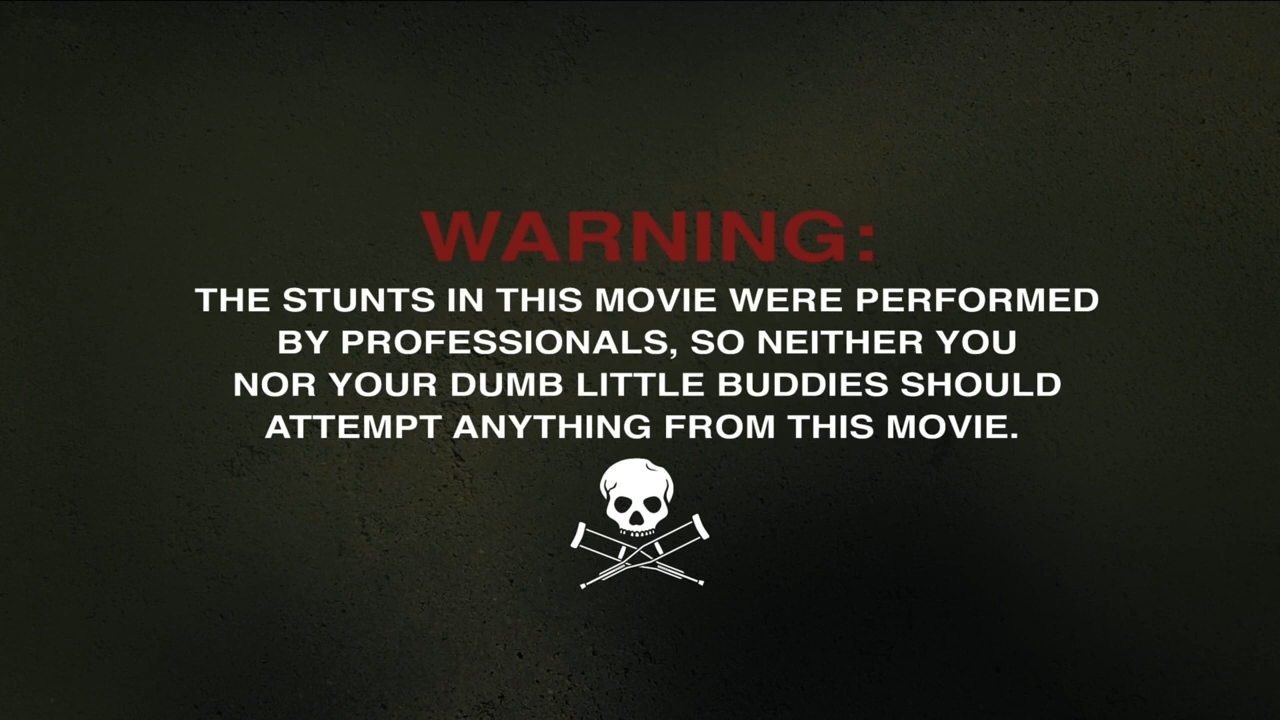 WARNING:
THE STUNTS IN THIS MOVIE WERE PERFORMED
BY PROFESSIONALS, SO NEITHER YOU
NOR YOUR DUMB LITTLE BUDDIES SHOULD
ATTEMPT ANYTHING FROM THIS MOVIE.